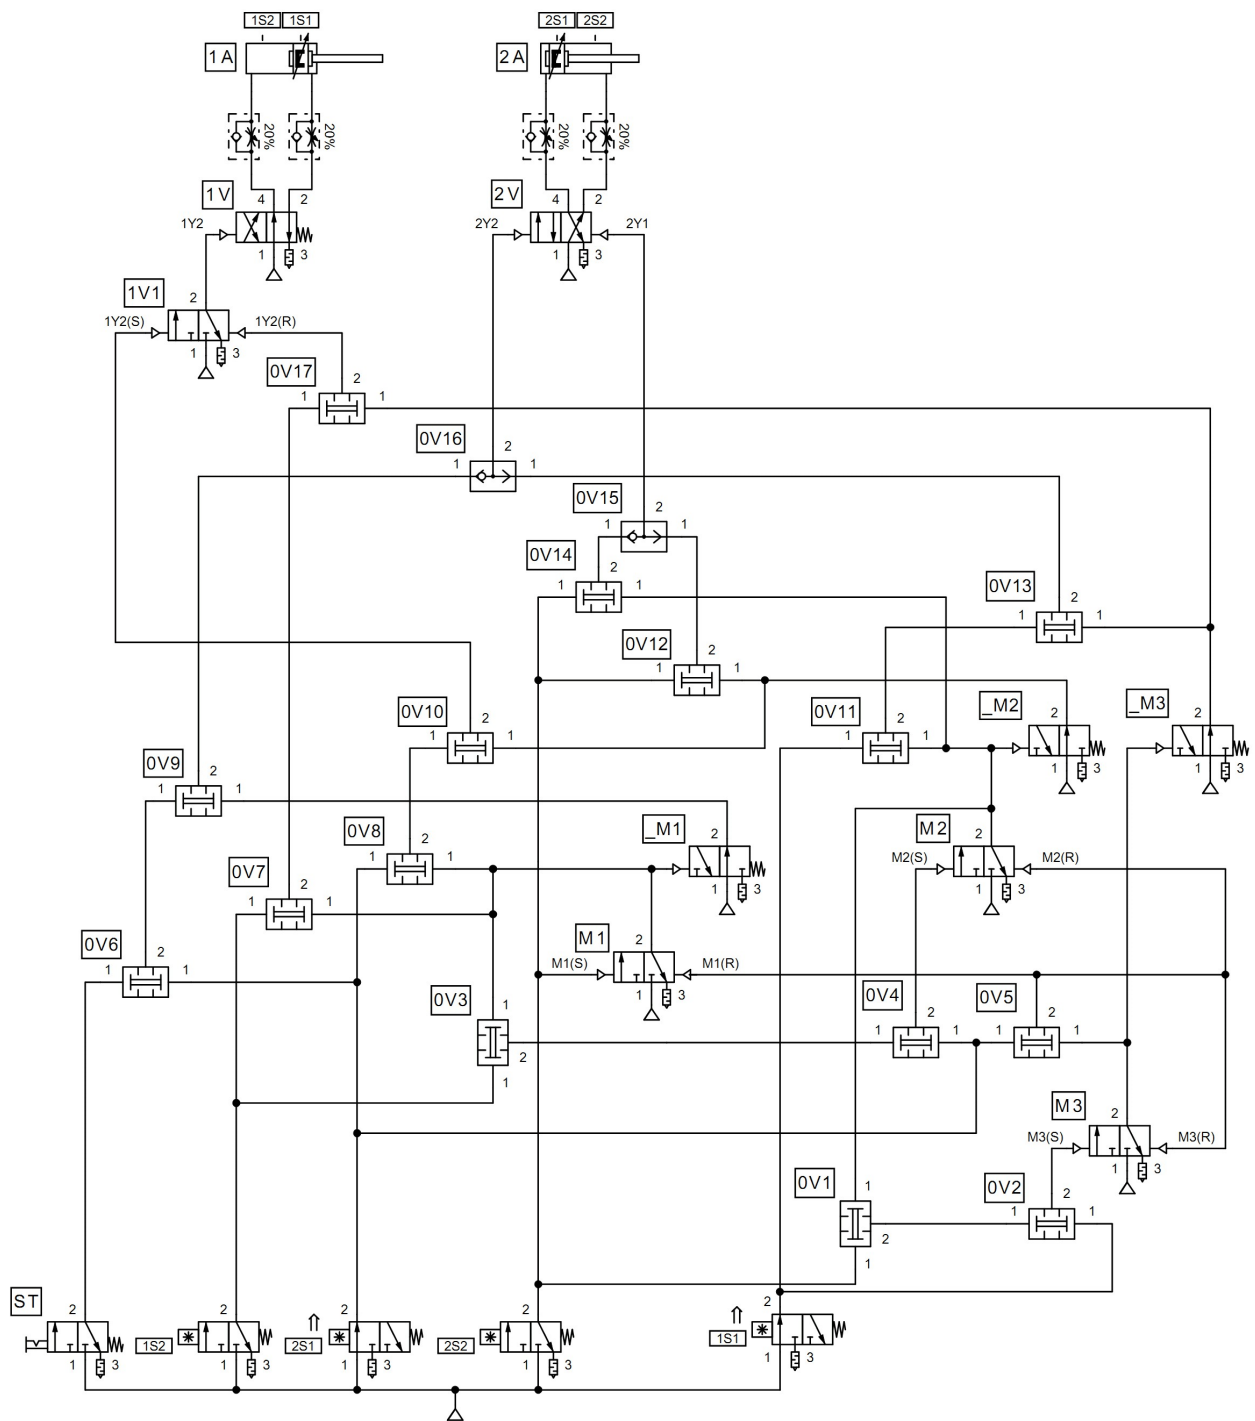 1S2 1S1
2S1 2S2
1A
2A
20%
20%
20%
20%
1V
4 2
1Y2
1 3
2V
4 2
2Y2
2Y1
1 3
1V1
2
1Y2(S)
1Y2(R)
1 3
0V17
2
1 1
0V16
2
1 1
0V15
2
1 1
0V14
2
1 1
0V13
2
1 1
0V12
2
1 1
0V11
2
1 1
_M2
2
1 3
_M3
2
1 3
0V10
2
1 1
0V9
2
1 1
0V8
2
1 1
_M1
2
1 3
M2
2
M2(S)
M2(R)
1 3
0V7
2
1 1
0V6
2
1 1
M1
2
M1(S)
M1(R)
1 3
0V3
1
2
1
0V4
2
1 1
0V5
2
1 1
M3
2
M3(S)
M3(R)
1 3
0V1
1
2
1
0V2
2
1 1
ST
2
1 3
1S2
2
1 3
2S1
2
1 3
2S2
2
1 3
1S1
2
1 3